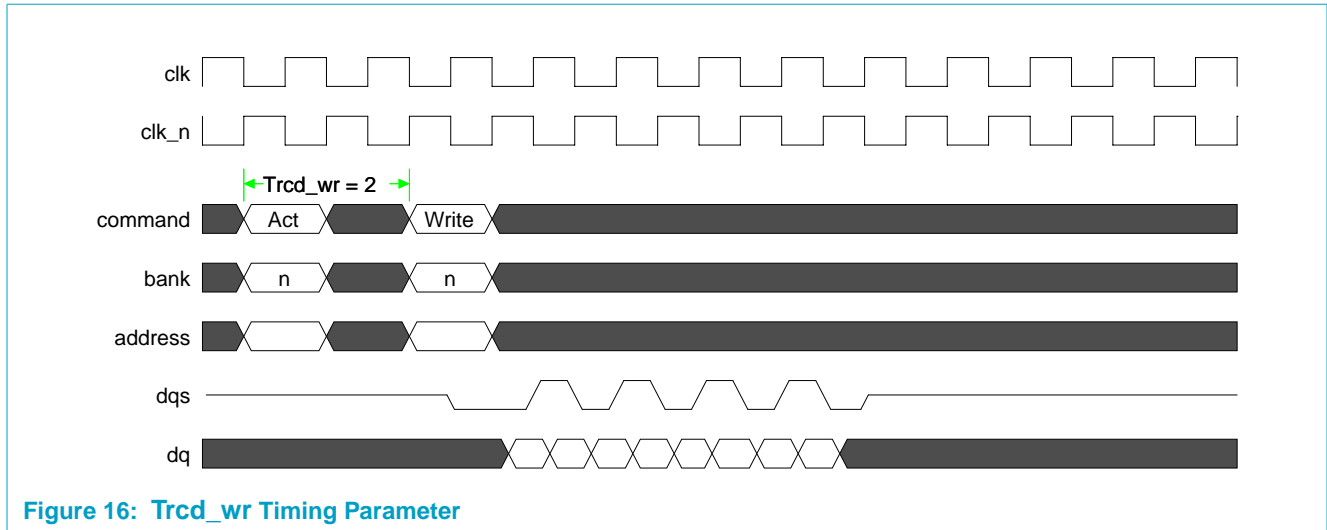 clk
clk_n
Trcd_wr = 2
command Act Write
bank n n
address
dqs
dq
Figure 16: Trcd_wr Timing Parameter